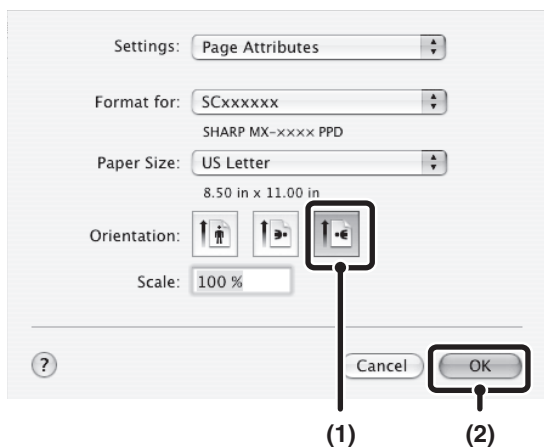 Settings: Page Attributes
Format for: SCxxxxxx
SHARP MX-×××× PPD
Paper Size: US Letter
8.50 in x 11.00 in
Orientation:
Scale: 100 %
? Cancel OK
(1) (2)